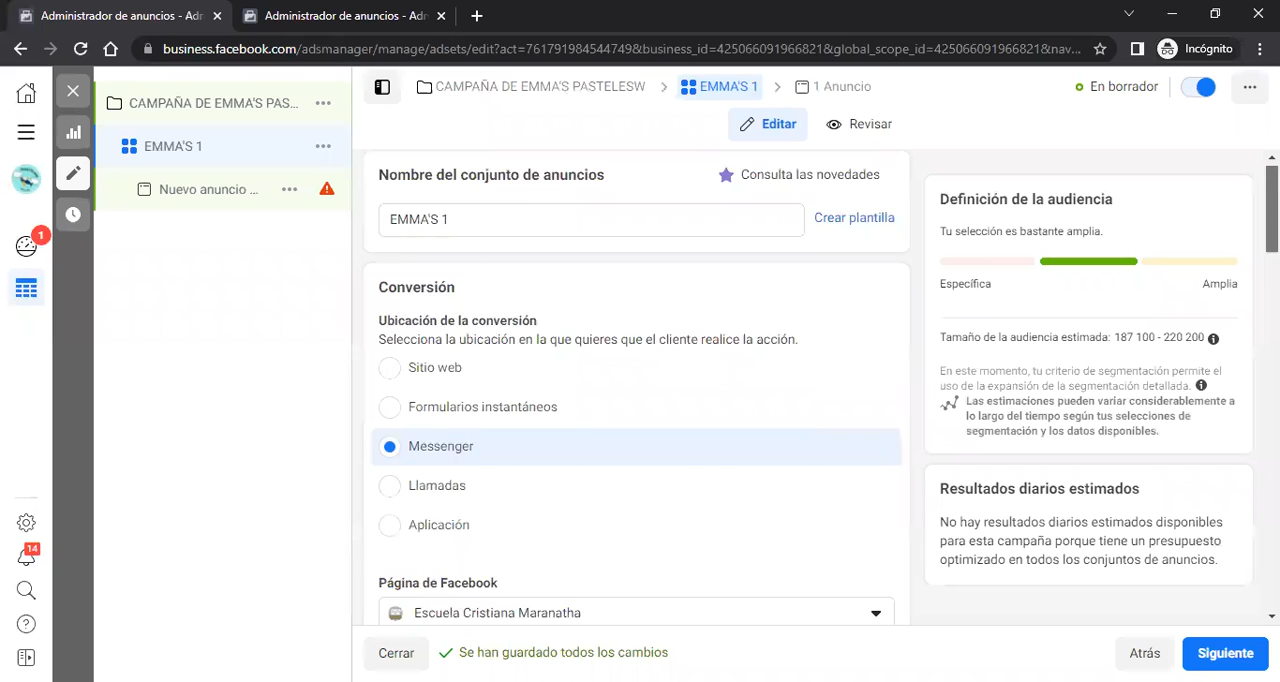 Administrador de anuncios - Adr
Administrador de anuncios - Adr
business.facebook.com/adsmanager/manage/adsets/edit?act=761791984544749&business_id=425066091966821&global_scope_id=425066091966821&nav...
Incógnito
CAMPAÑA DE EMMA'S PAS...
EMMA'S 1
Nuevo anuncio ...
1
14
CAMPAÑA DE EMMA'S PASTELESW
EMMA'S 1
1 Anuncio
En borrador
Editar
Revisar
Nombre del conjunto de anuncios
Consulta las novedades
EMMA'S 1
Crear plantilla
Conversión
Ubicación de la conversión
Selecciona la ubicación en la que quieres que el cliente realice la acción.
Sitio web
Formularios instantáneos
Messenger
Llamadas
Aplicación
Página de Facebook
Escuela Cristiana Maranatha
Definición de la audiencia
Tu selección es bastante amplia.
Específica
Amplia
Tamaño de la audiencia estimada: 187 100 - 220 200
En este momento, tu criterio de segmentación permite el
uso de la expansión de la segmentación detallada.
Las estimaciones pueden variar considerablemente a
lo largo del tiempo según tus selecciones de
segmentación y los datos disponibles.
Resultados diarios estimados
No hay resultados diarios estimados disponibles
para esta campaña porque tiene un presupuesto
optimizado en todos los conjuntos de anuncios.
Cerrar
Se han guardado todos los cambios
Atrás
Siguiente